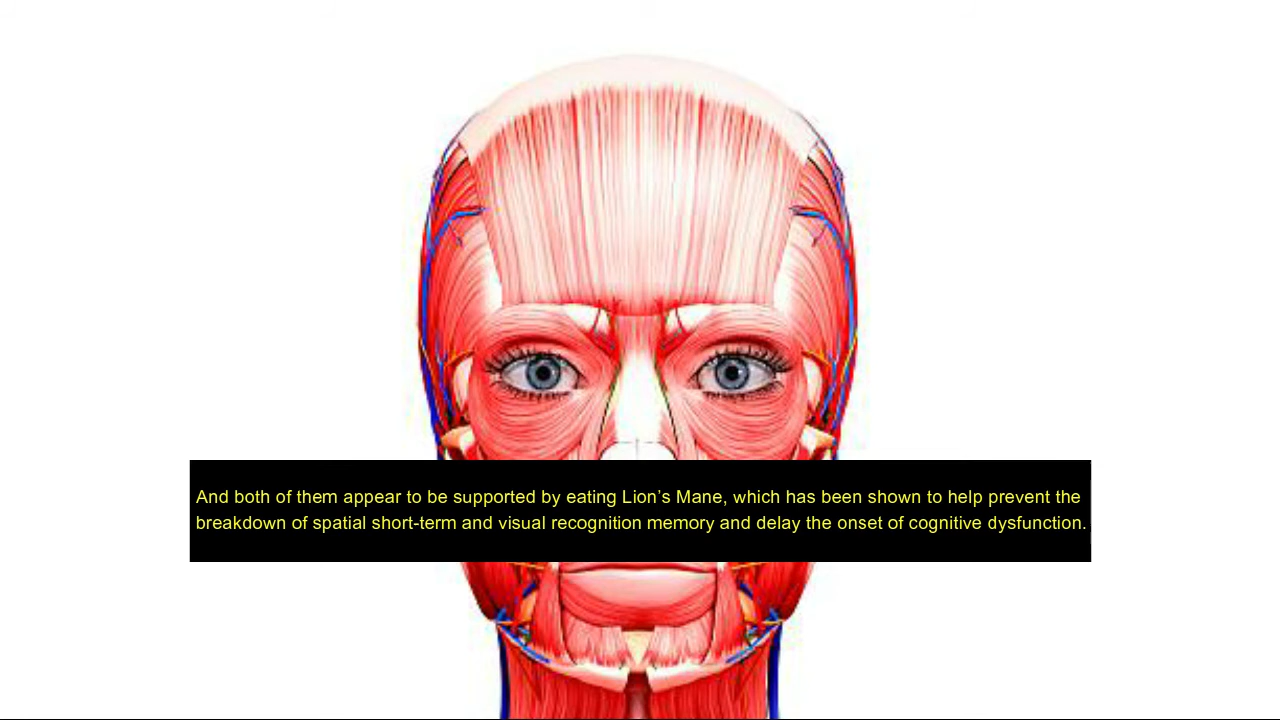 And both of them appear to be supported by eating Lion’s Mane, which has been shown to help prevent the
breakdown of spatial short-term and visual recognition memory and delay the onset of cognitive dysfunction.